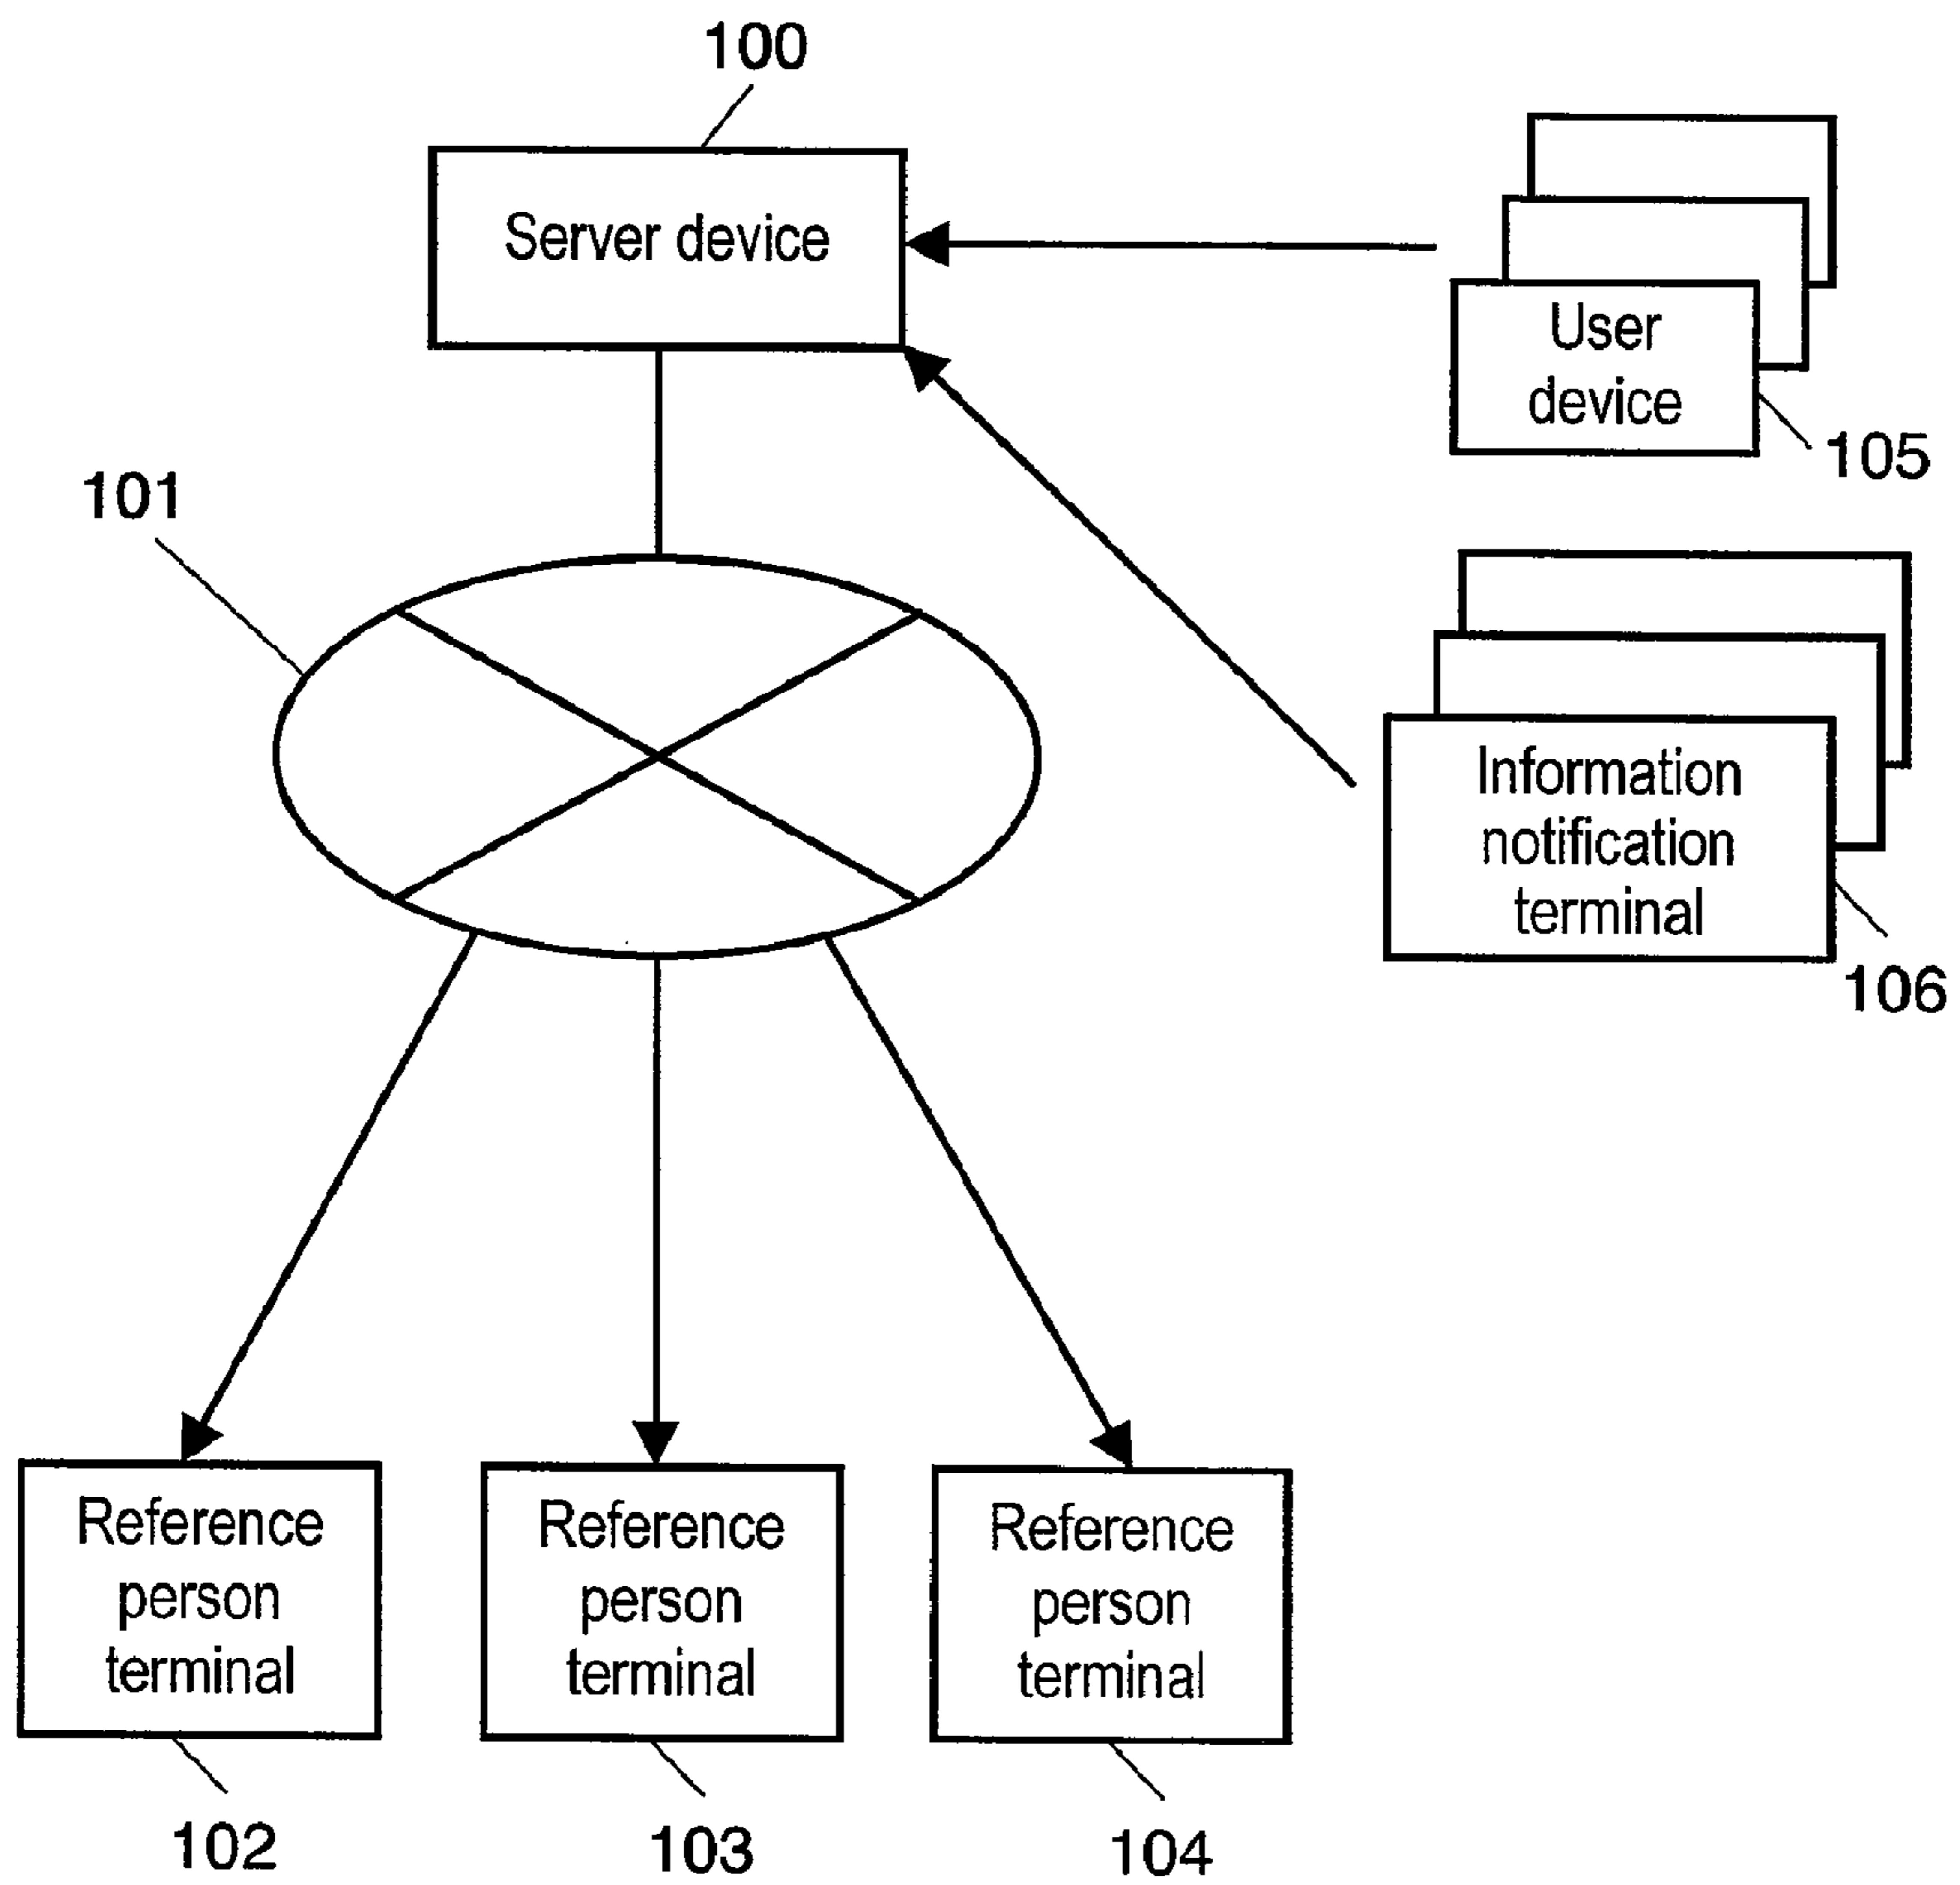 100
Server device
User
device
105
101
Information
notification
terminal
106
Reference
person
terminal
102
Reference
person
terminal
103
Reference
person
terminal
104